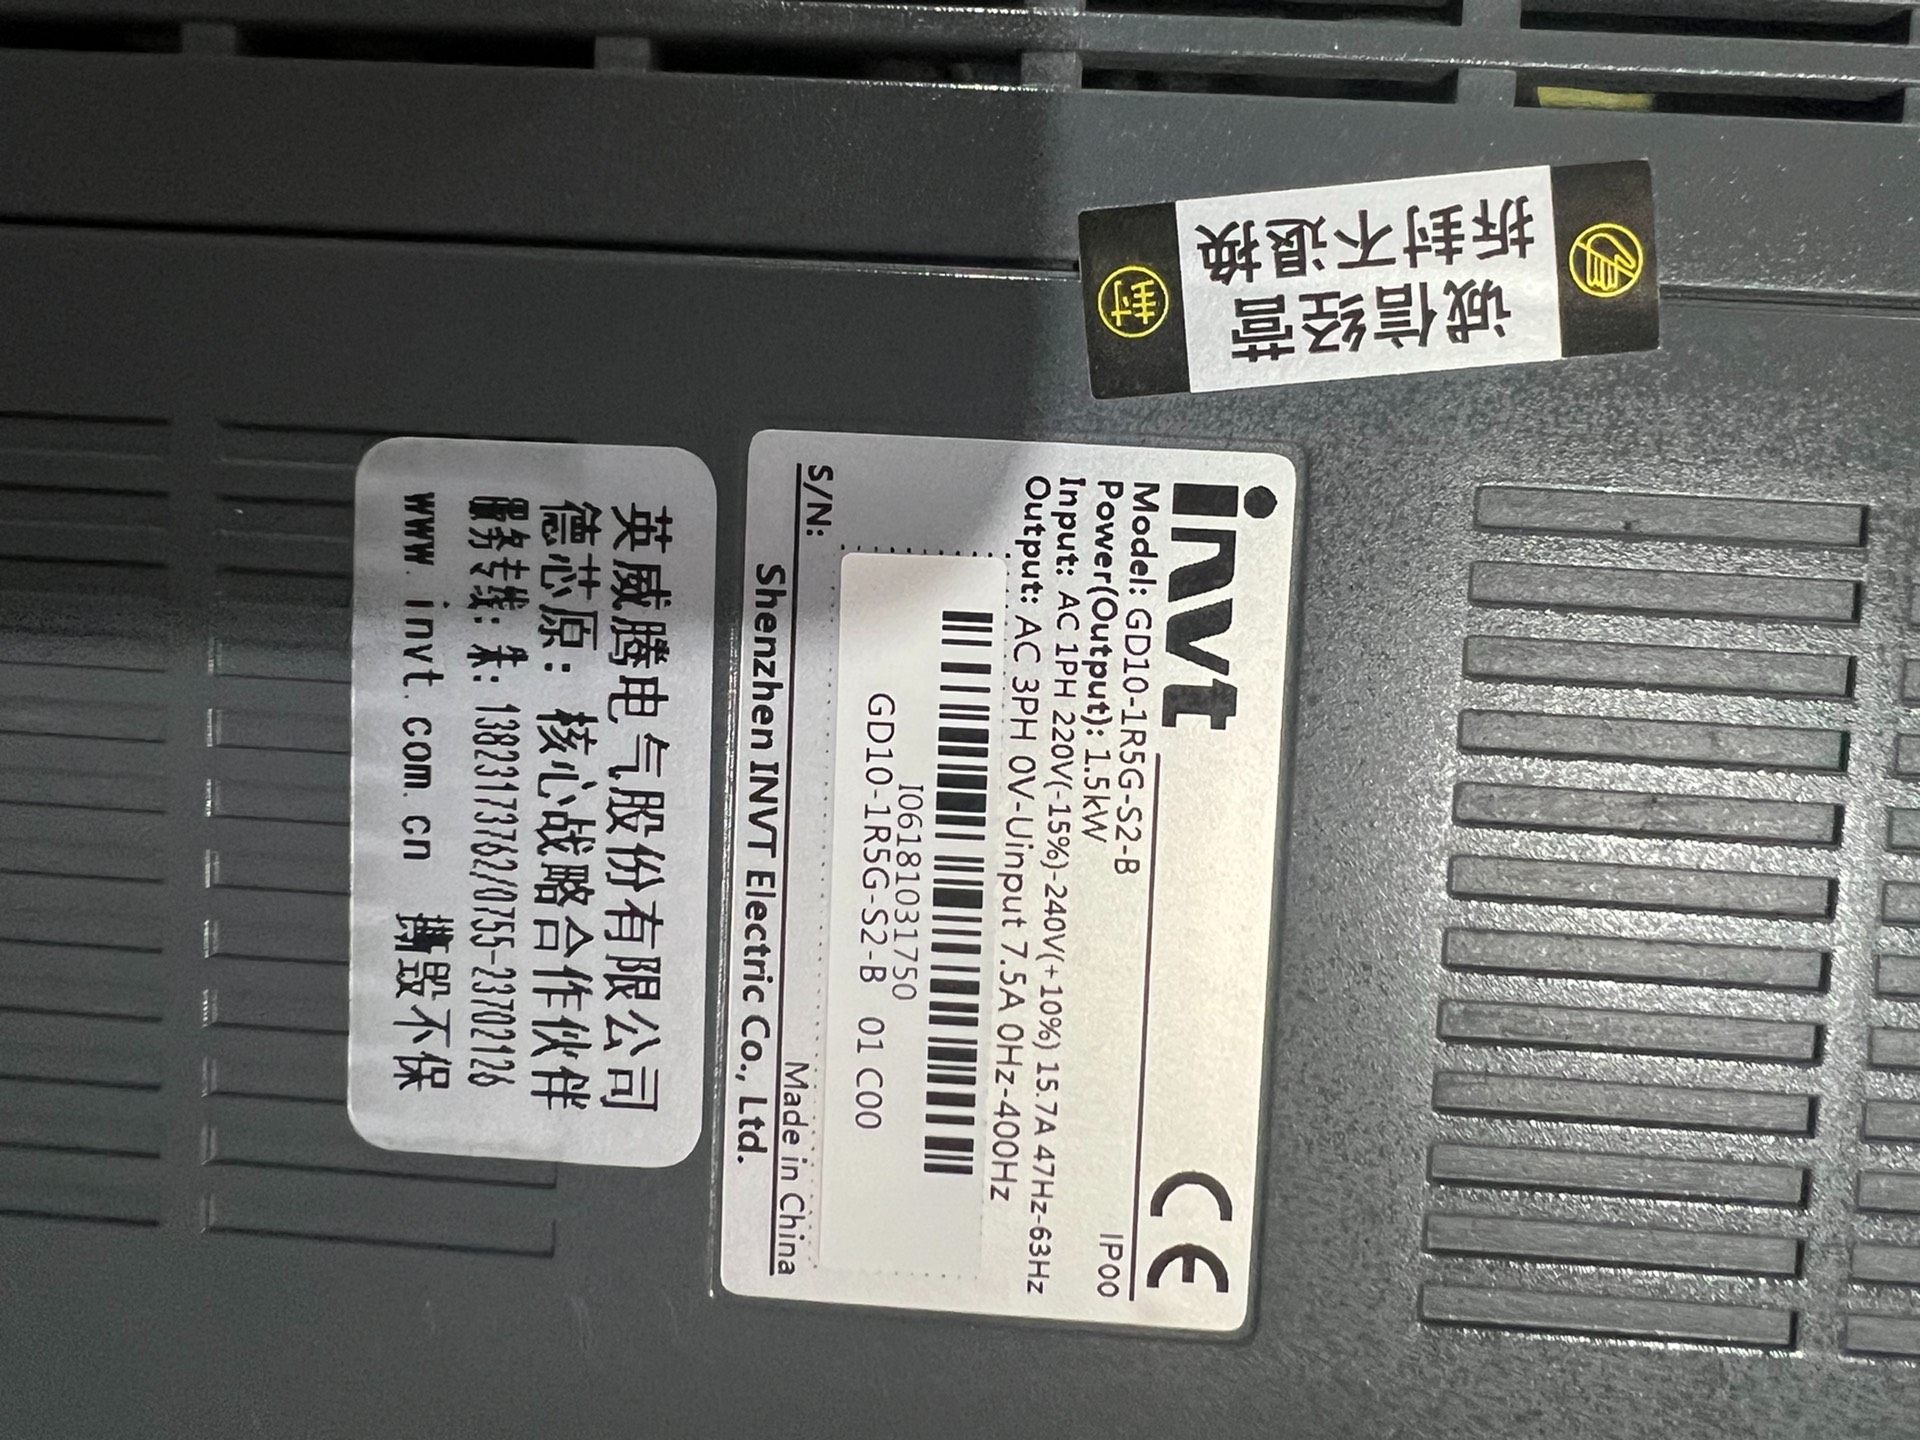 invt
CE
Model: GD10-1R5G-S2-B
IP00
Power(Output): 1.5kW
Input: AC 1PH 220V(-15%)-240V(+10%) 15.7A 47Hz-63Hz
Output: AC 3PH 0V-Uinput 7.5A 0Hz-400Hz
I06181031750
GD10-1R5G-S2-B 01 C00
S/N:
Made in China
Shenzhen INVT Electric Co., Ltd.
英威腾电气股份有限公司
德芯原：核心战略合作伙伴
服务专线：朱：13823173762/0755-23702126
www.invt.com.cn 撕毁不保
诚信经营
拆封不退换
封